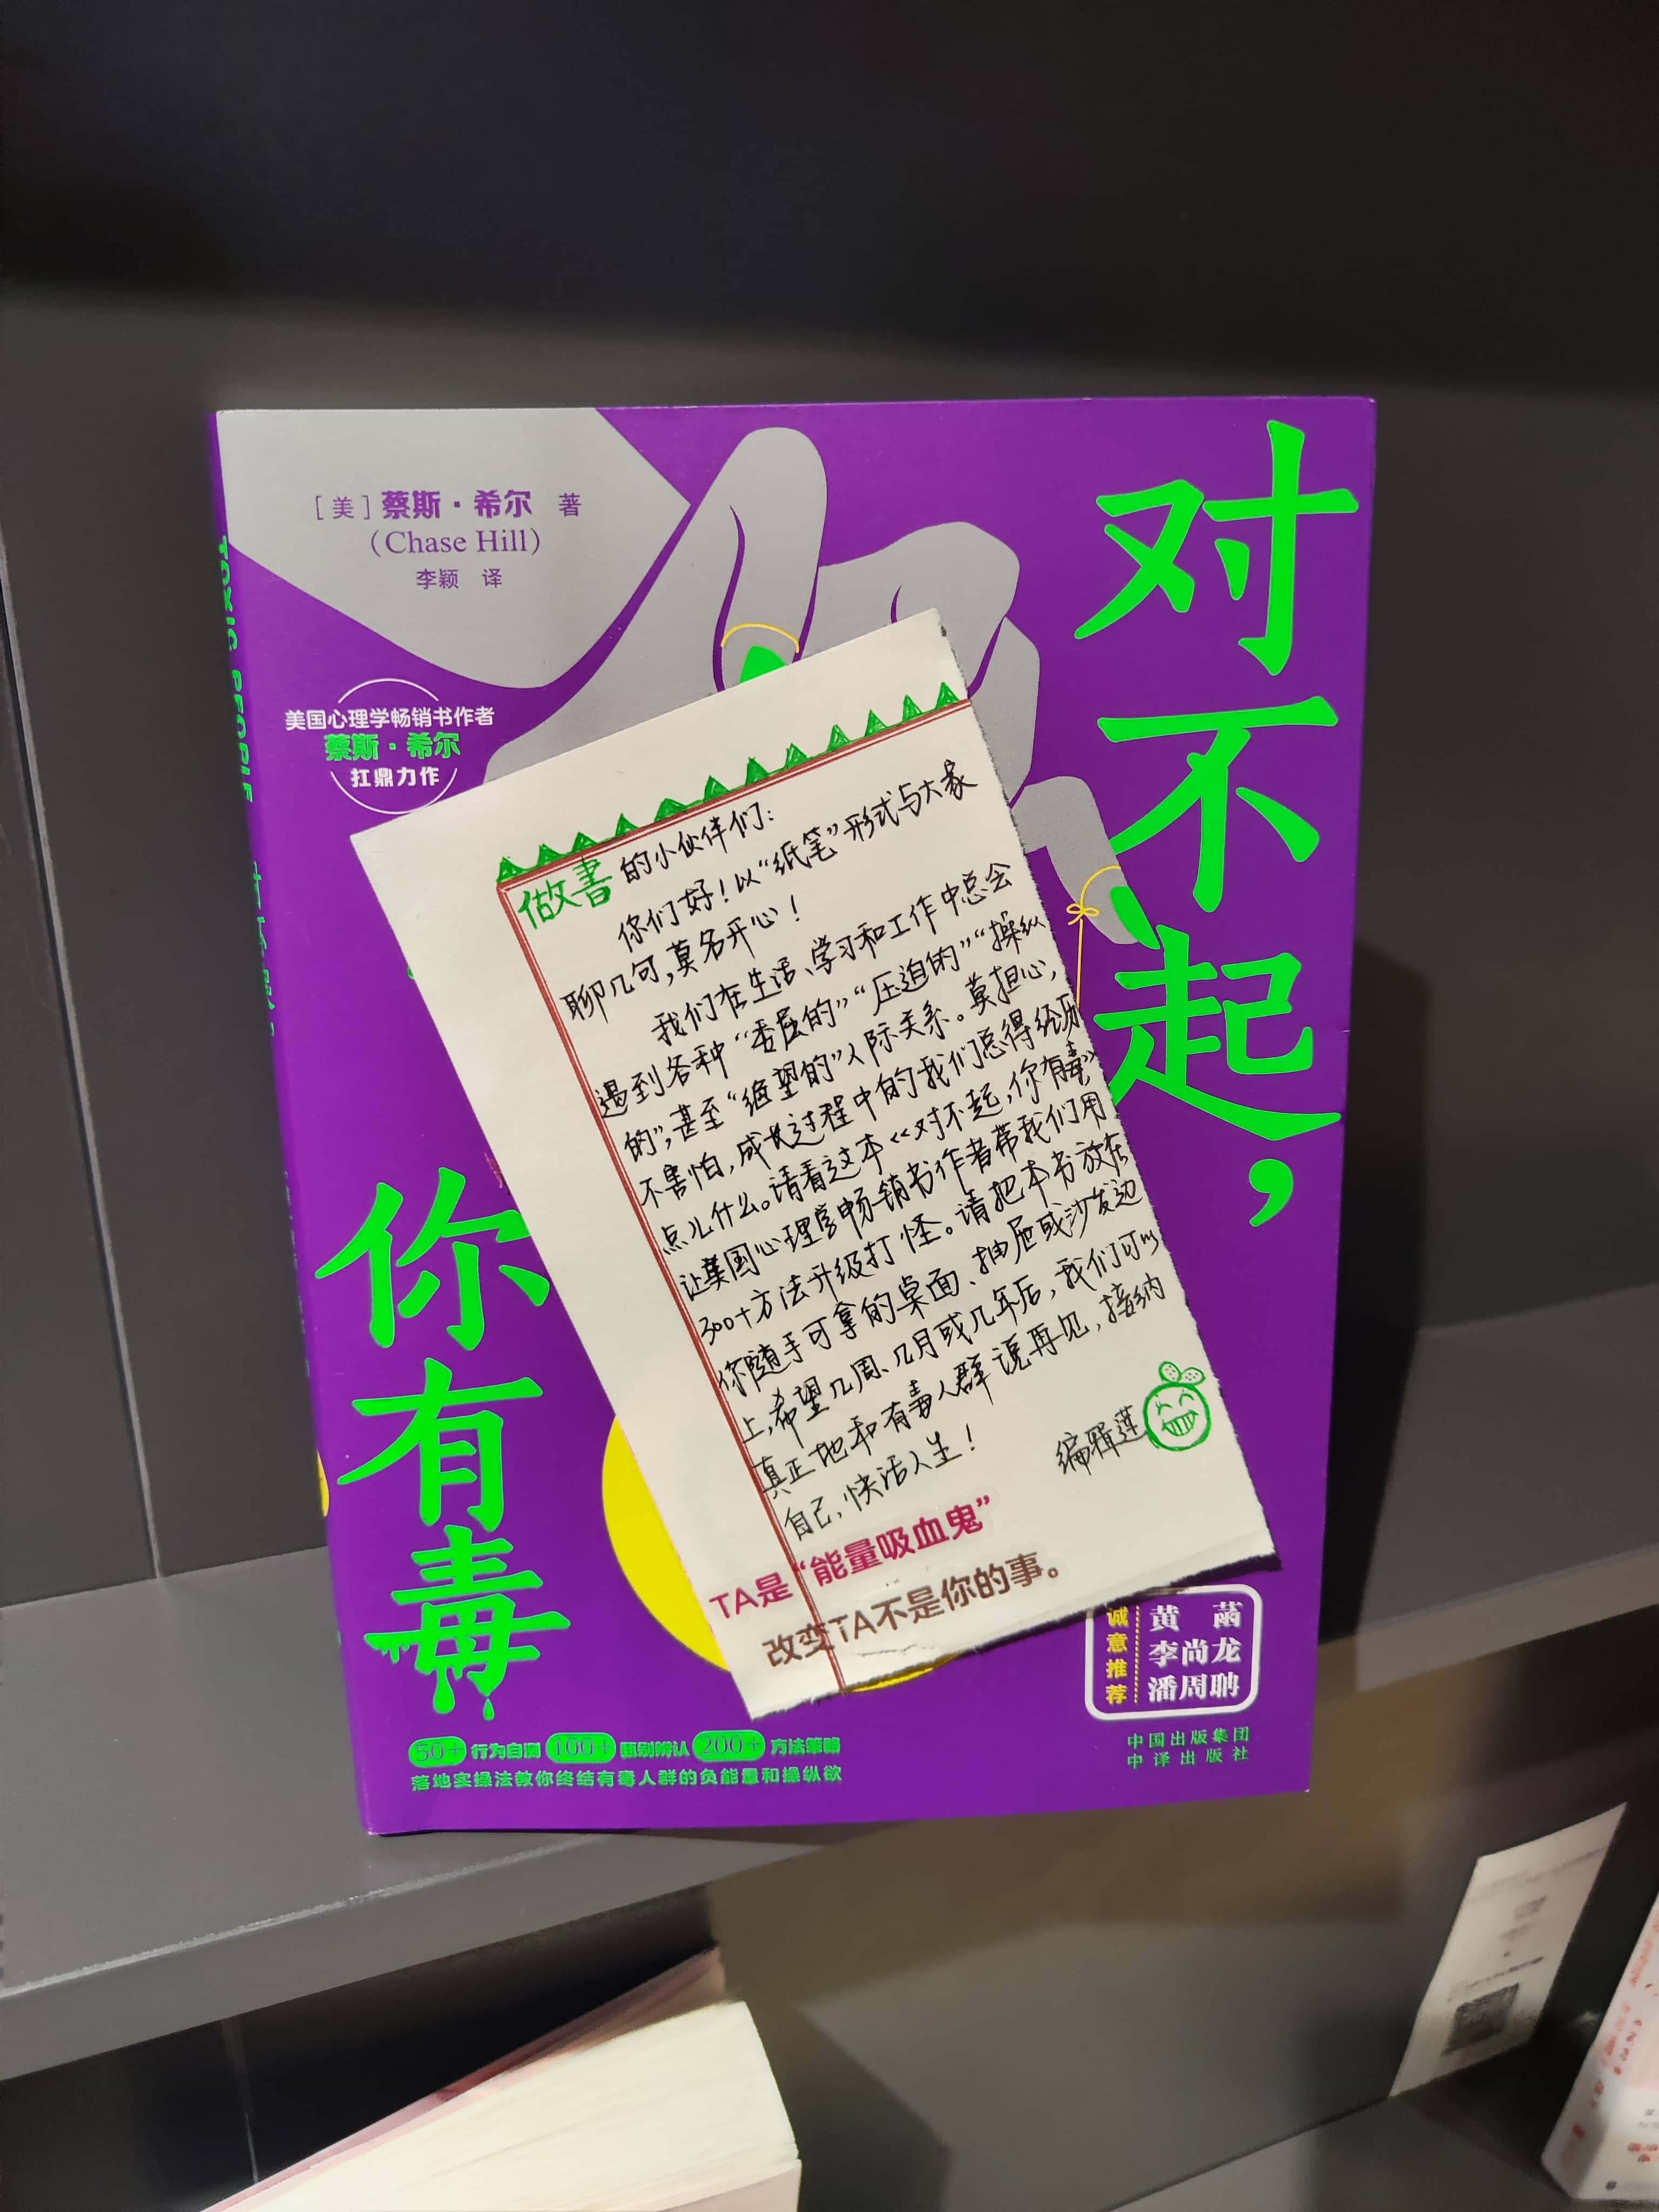 [美]蔡斯·希尔 著
(Chase Hill)
李颖 译
美国心理学畅销书作者
蔡斯·希尔
扛鼎力作
对不起，
你有毒
TOXIC PEOPLE
做書的小伙伴们：
你们好！以“纸笔”形式与大家
聊几句，莫名开心！
我们在生活、学习和工作中总会
遇到各种“委屈的”“压迫的”“操纵
的”，甚至“绝望的”人际关系。莫担心，
不害怕，成长过程中的我们总得经历
点儿什么。请看这本《对不起，你有毒》
让美国心理学畅销书作者带我们用
300+方法升级打怪。请把本书放在
你随手可拿的桌面、抽屉或沙发边
上，希望几周、几月或几年后，我们可以
真正地和有毒人群说再见，接纳
自己，快活人生！
编辑莲
TA是“能量吸血鬼”
改变TA不是你的事。
诚意推荐
黄菡
李尚龙
潘周聃
50+ 行为自测 100+ 甄别辨认 200+ 方法策略
落地实操法教你终结有毒人群的负能量和操纵欲
中国出版集团
中译出版社